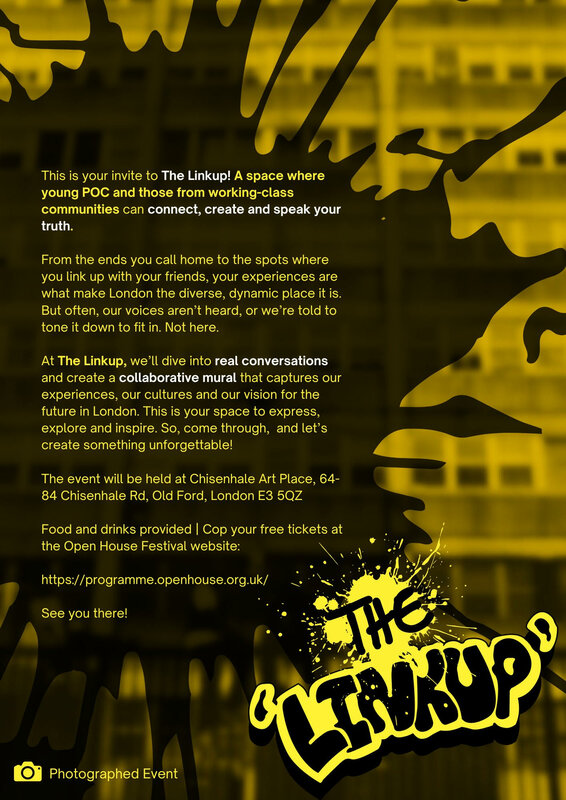 This is your invite to The Linkup! A space where
young POC and those from working-class
communities can connect, create and speak your
truth.
From the ends you call home to the spots where
you link up with your friends, your experiences are
what make London the diverse, dynamic place it is.
But often, our voices aren't heard, or we're told to
tone it down to fit in. Not here.
At The Linkup, we'll dive into real conversations
and create a collaborative mural that captures our
experiences, our cultures and our vision for the
future in London. This is your space to express,
explore and inspire. So, come through,  and let's
create something unforgettable!
The event will be held at Chisenhale Art Place, 64-
84 Chisenhale Rd, Old Ford, London E3 5QZ
Food and drinks provided | Cop your free tickets at
the Open House Festival website:
https://programme.openhouse.org.uk/
See you there!
THE
'LINKUP'
Photographed Event